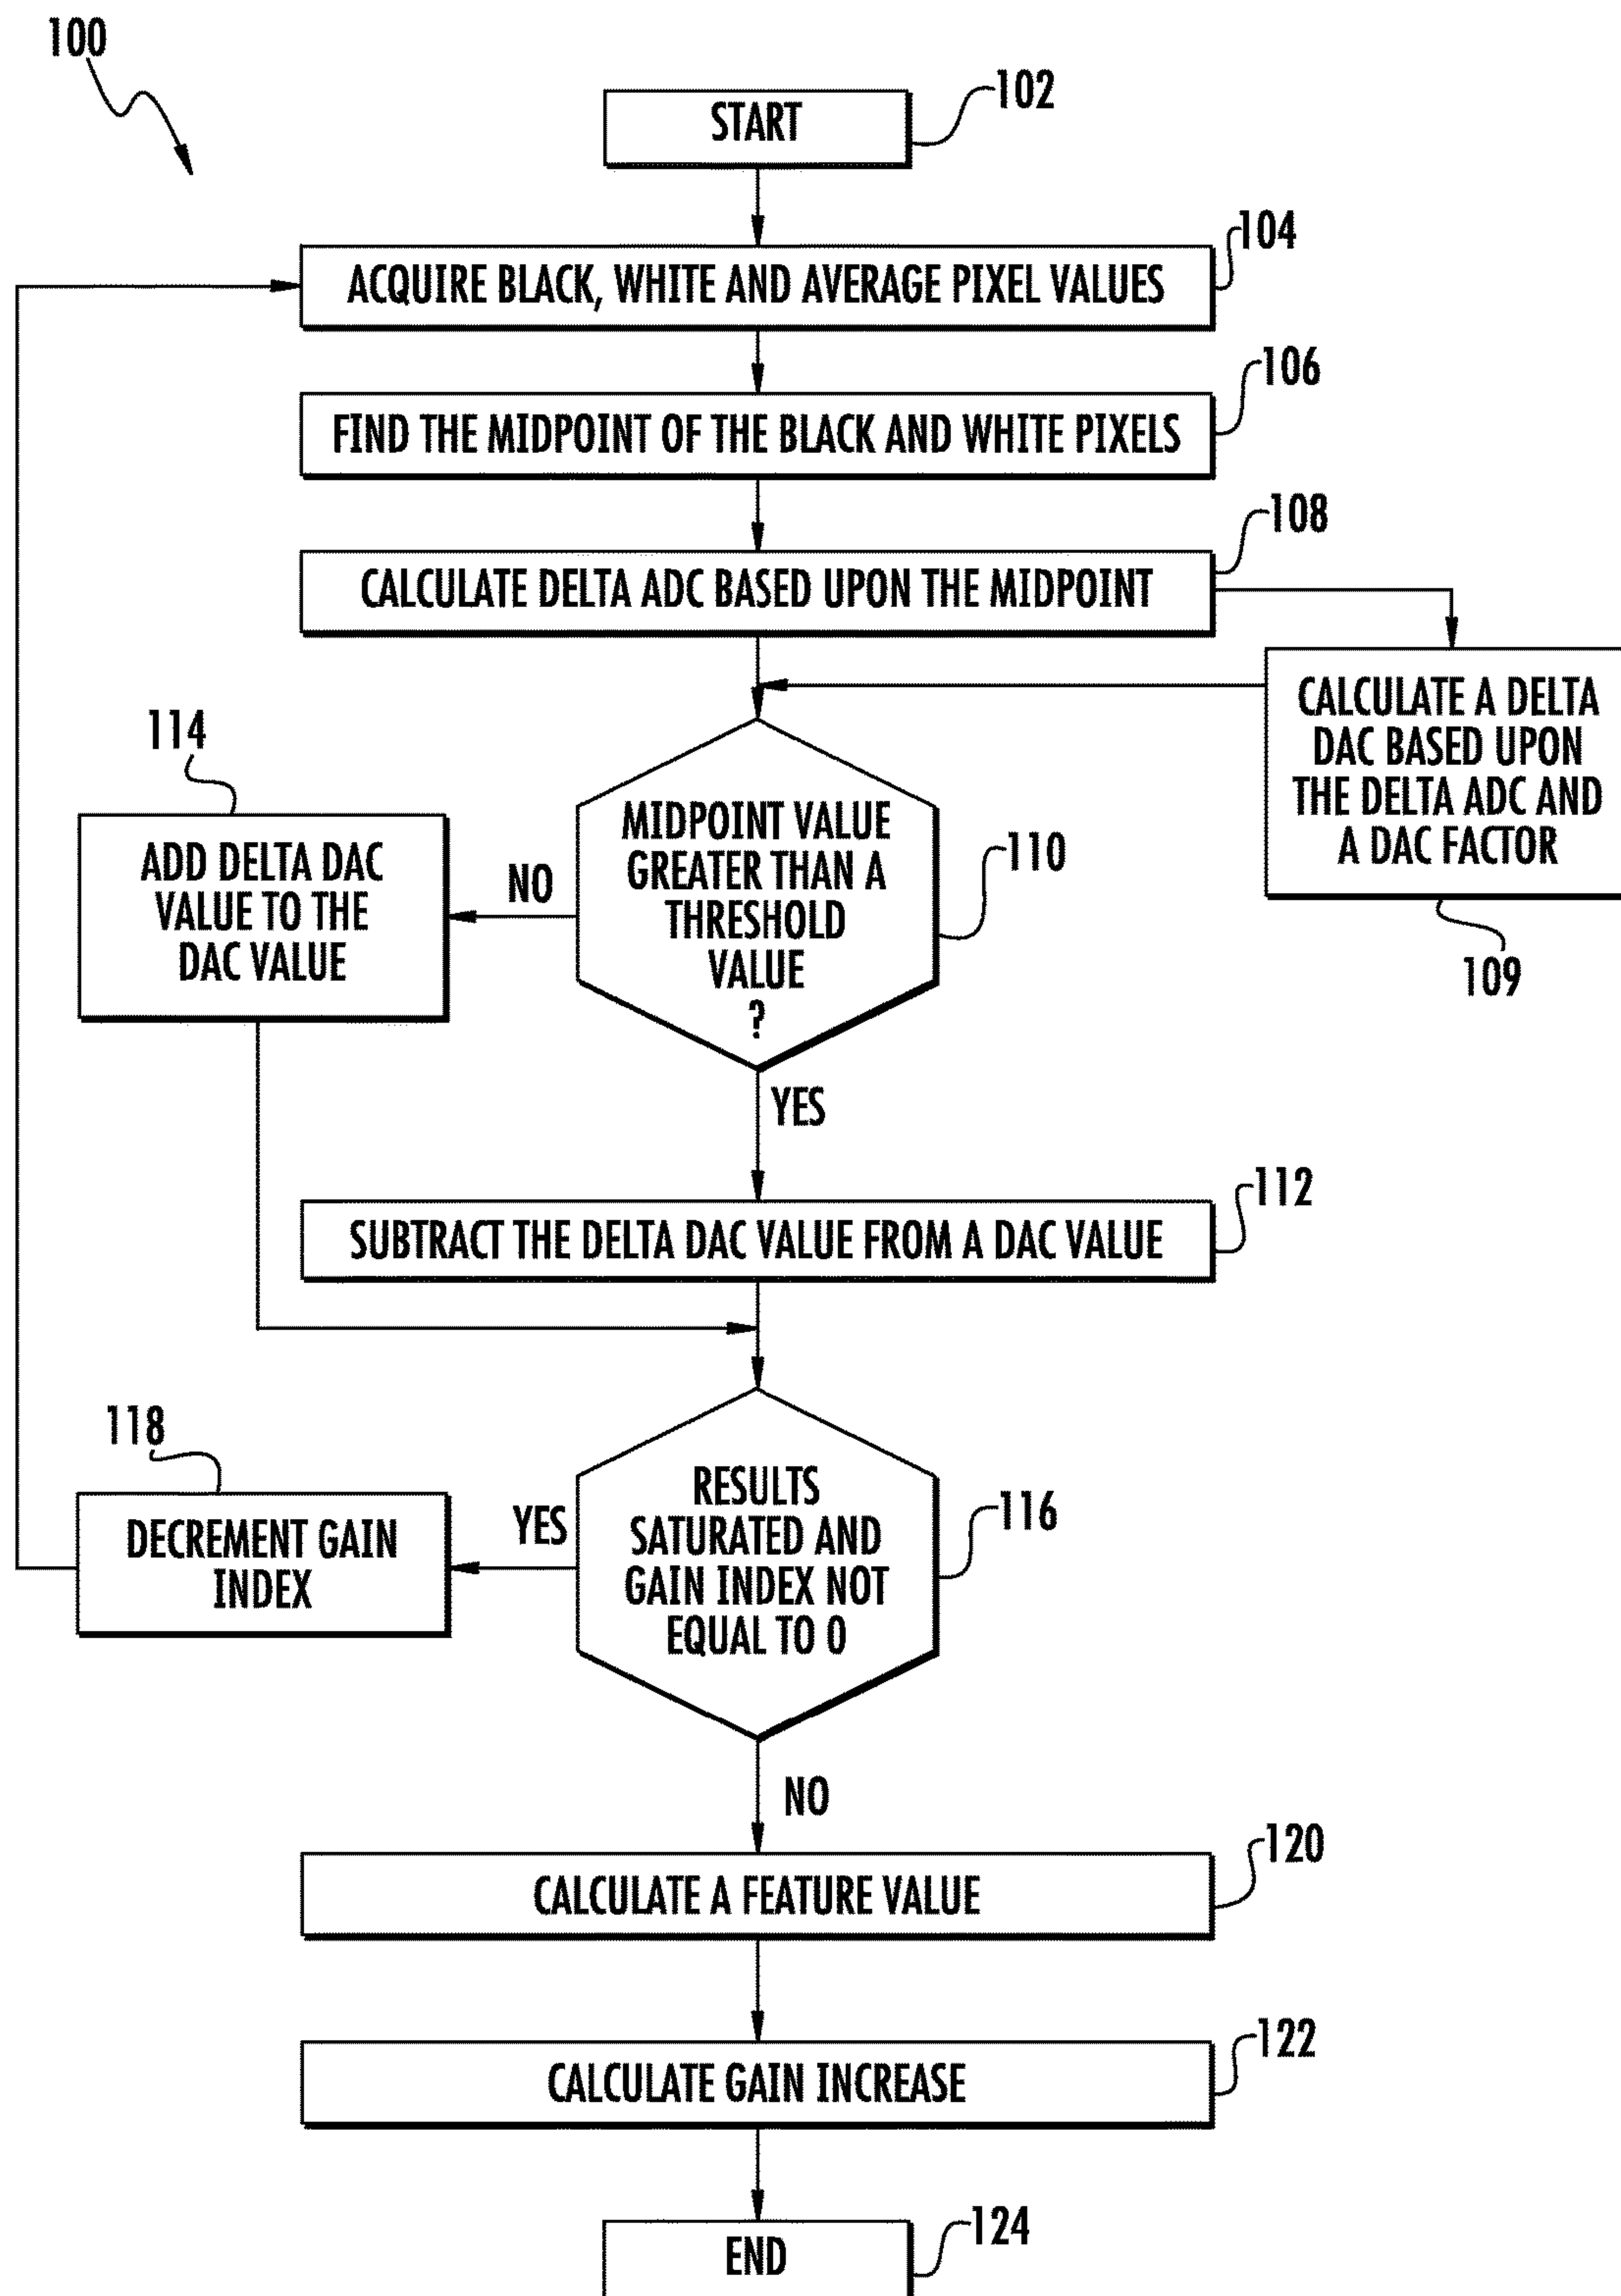 100
START
102
ACQUIRE BLACK, WHITE AND AVERAGE PIXEL VALUES
104
FIND THE MIDPOINT OF THE BLACK AND WHITE PIXELS
106
CALCULATE DELTA ADC BASED UPON THE MIDPOINT
108
CALCULATE A DELTA
DAC BASED UPON
THE DELTA ADC AND
A DAC FACTOR
109
MIDPOINT VALUE
GREATER THAN A
THRESHOLD
VALUE
?
110
NO
114
ADD DELTA DAC
VALUE TO THE
DAC VALUE
YES
SUBTRACT THE DELTA DAC VALUE FROM A DAC VALUE
112
RESULTS
SATURATED AND
GAIN INDEX NOT
EQUAL TO 0
116
YES
118
DECREMENT GAIN
INDEX
NO
CALCULATE A FEATURE VALUE
120
CALCULATE GAIN INCREASE
122
END
124